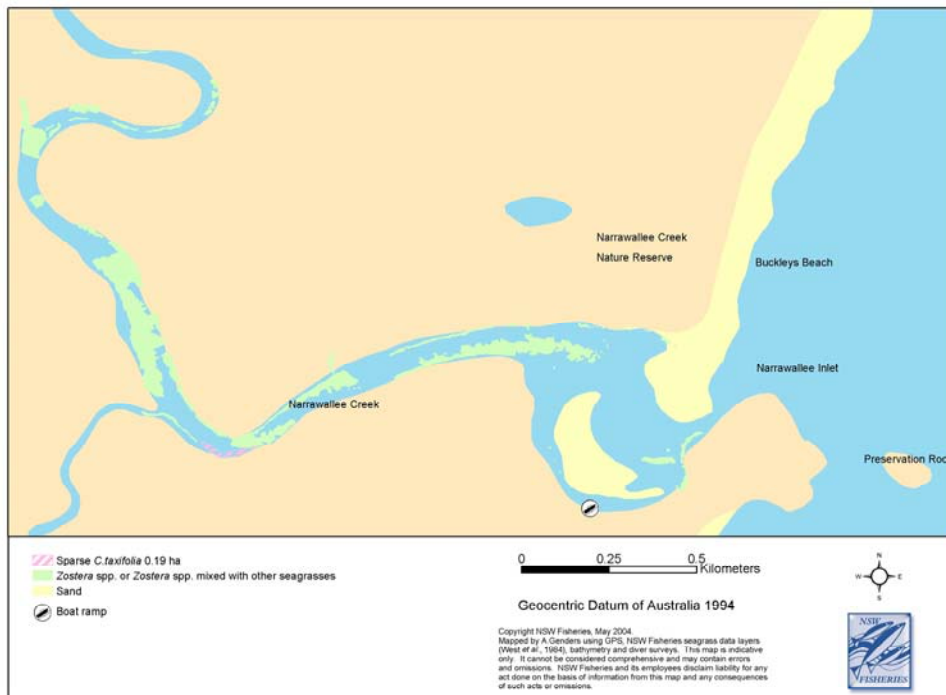 Narrawallee Creek
Nature Reserve
Buckleys Beach
Narrawallee Inlet
Narrawallee Creek
Preservation Roc
Sparse C.taxifolia 0.19 ha
Zostera spp. or Zostera spp. mixed with other seagrasses
Sand
Boat ramp
0 0.25 0.5
Kilometers
Geocentric Datum of Australia 1994
Copyright NSW Fisheries, May 2004.
Mapped by A.Genders using GPS, NSW Fisheries seagrass data layers
(West et al., 1984), bathymetry and diver surveys. This map is indicative
only. It cannot be considered comprehensive and may contain errors
and omissions. NSW Fisheries and its employees disclaim liability for any
act done on the basis of information from this map and any consequences
of such acts or omissions.
N
W E
S
NSW
FISHERIES